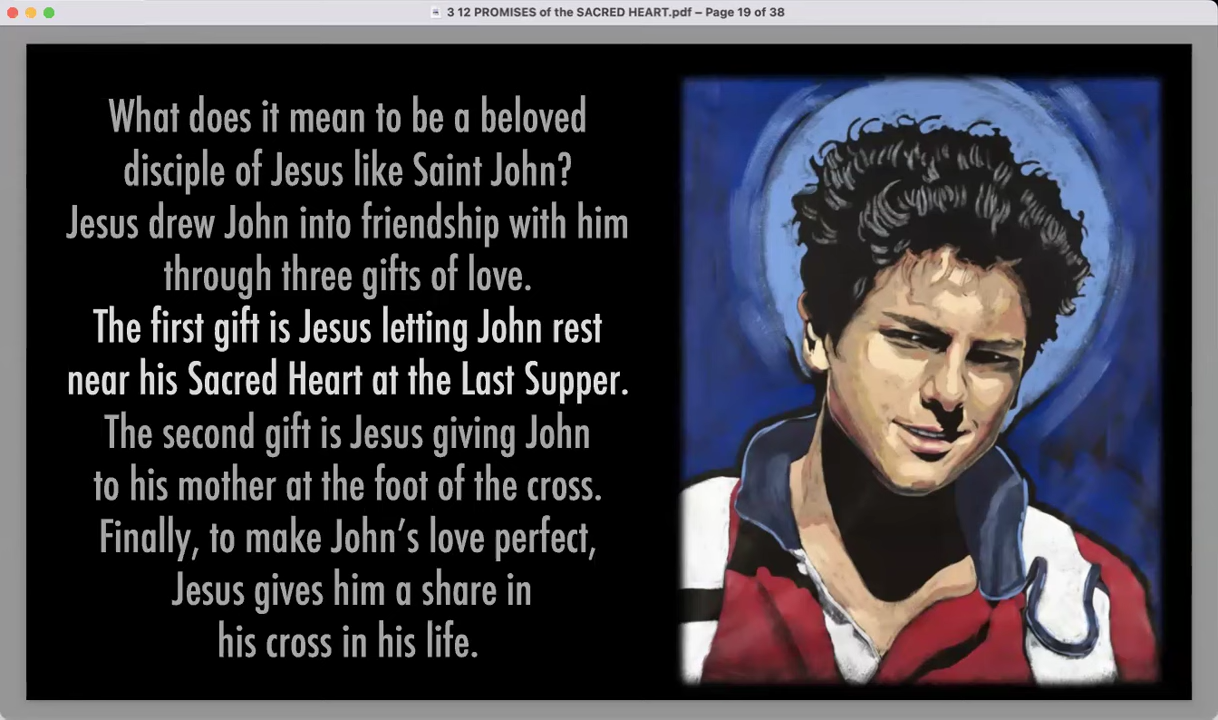 3 12 PROMISES of the SACRED HEART.pdf – Page 19 of 38
What does it mean to be a beloved
disciple of Jesus like Saint John?
Jesus drew John into friendship with him
through three gifts of love.
The first gift is Jesus letting John rest
near his Sacred Heart at the Last Supper.
The second gift is Jesus giving John
to his mother at the foot of the cross.
Finally, to make John’s love perfect,
Jesus gives him a share in
his cross in his life.